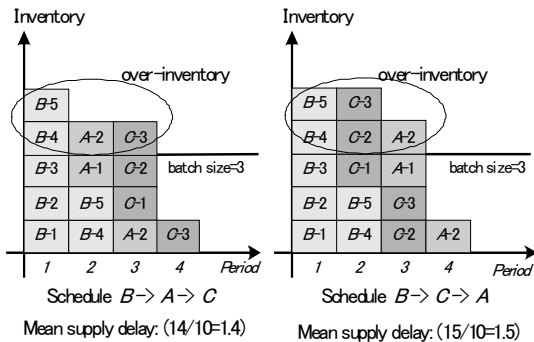 Inventory
over-inventory
B-5
B-4 A-2 C-3
B-3 A-1 C-2
batch size=3
B-2 B-5 C-1
B-1 B-4 A-2 C-3
1 2 3 4 Period
Schedule B-> A-> C
Mean supply delay: (14/10=1.4)
Inventory
over-inventory
B-5 C-3
B-4 C-2 A-2
B-3 C-1 A-1
batch size=3
B-2 B-5 C-3
B-1 B-4 C-2 A-2
1 2 3 4 Period
Schedule B-> C-> A
Mean supply delay: (15/10=1.5)